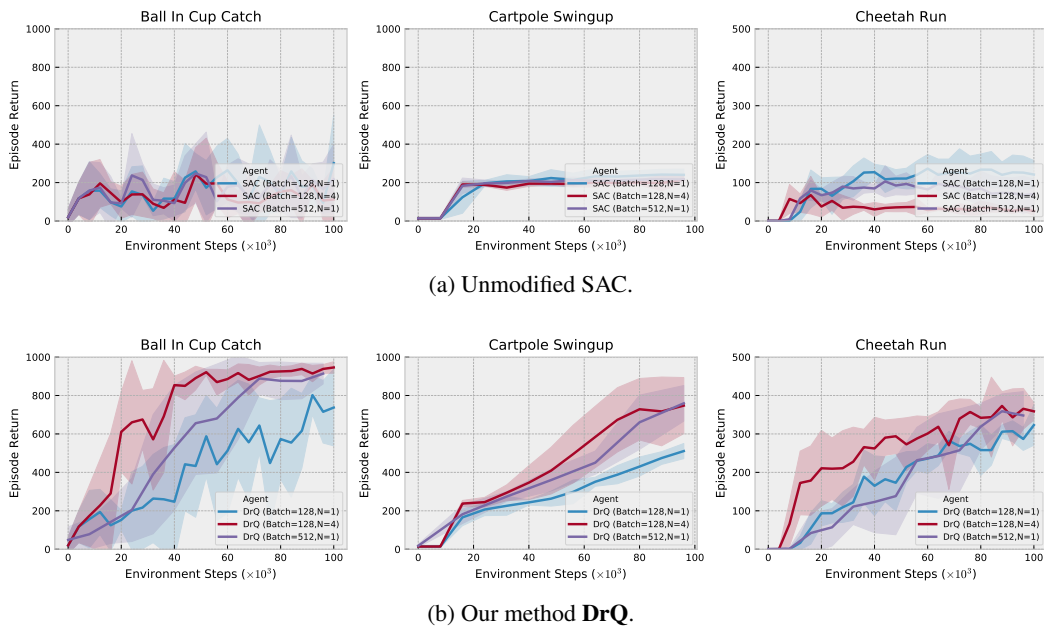 Ball In Cup Catch
1000
800
600
400
200
0
Episode Return
0 20 40 60 80 100
Environment Steps (×10³)
Agent
SAC (Batch=128,N=1)
SAC (Batch=128,N=4)
SAC (Batch=512,N=1)
Cartpole Swingup
1000
800
600
400
200
0
Episode Return
0 20 40 60 80 100
Environment Steps (×10³)
Agent
SAC (Batch=128,N=1)
SAC (Batch=128,N=4)
SAC (Batch=512,N=1)
Cheetah Run
500
400
300
200
100
0
Episode Return
0 20 40 60 80 100
Environment Steps (×10³)
Agent
SAC (Batch=128,N=1)
SAC (Batch=128,N=4)
SAC (Batch=512,N=1)
(a) Unmodified SAC.
Ball In Cup Catch
1000
800
600
400
200
0
Episode Return
0 20 40 60 80 100
Environment Steps (×10³)
Agent
DrQ (Batch=128,N=1)
DrQ (Batch=128,N=4)
DrQ (Batch=512,N=1)
Cartpole Swingup
1000
800
600
400
200
0
Episode Return
0 20 40 60 80 100
Environment Steps (×10³)
Agent
DrQ (Batch=128,N=1)
DrQ (Batch=128,N=4)
DrQ (Batch=512,N=1)
Cheetah Run
500
400
300
200
100
0
Episode Return
0 20 40 60 80 100
Environment Steps (×10³)
Agent
DrQ (Batch=128,N=1)
DrQ (Batch=128,N=4)
DrQ (Batch=512,N=1)
(b) Our method DrQ.